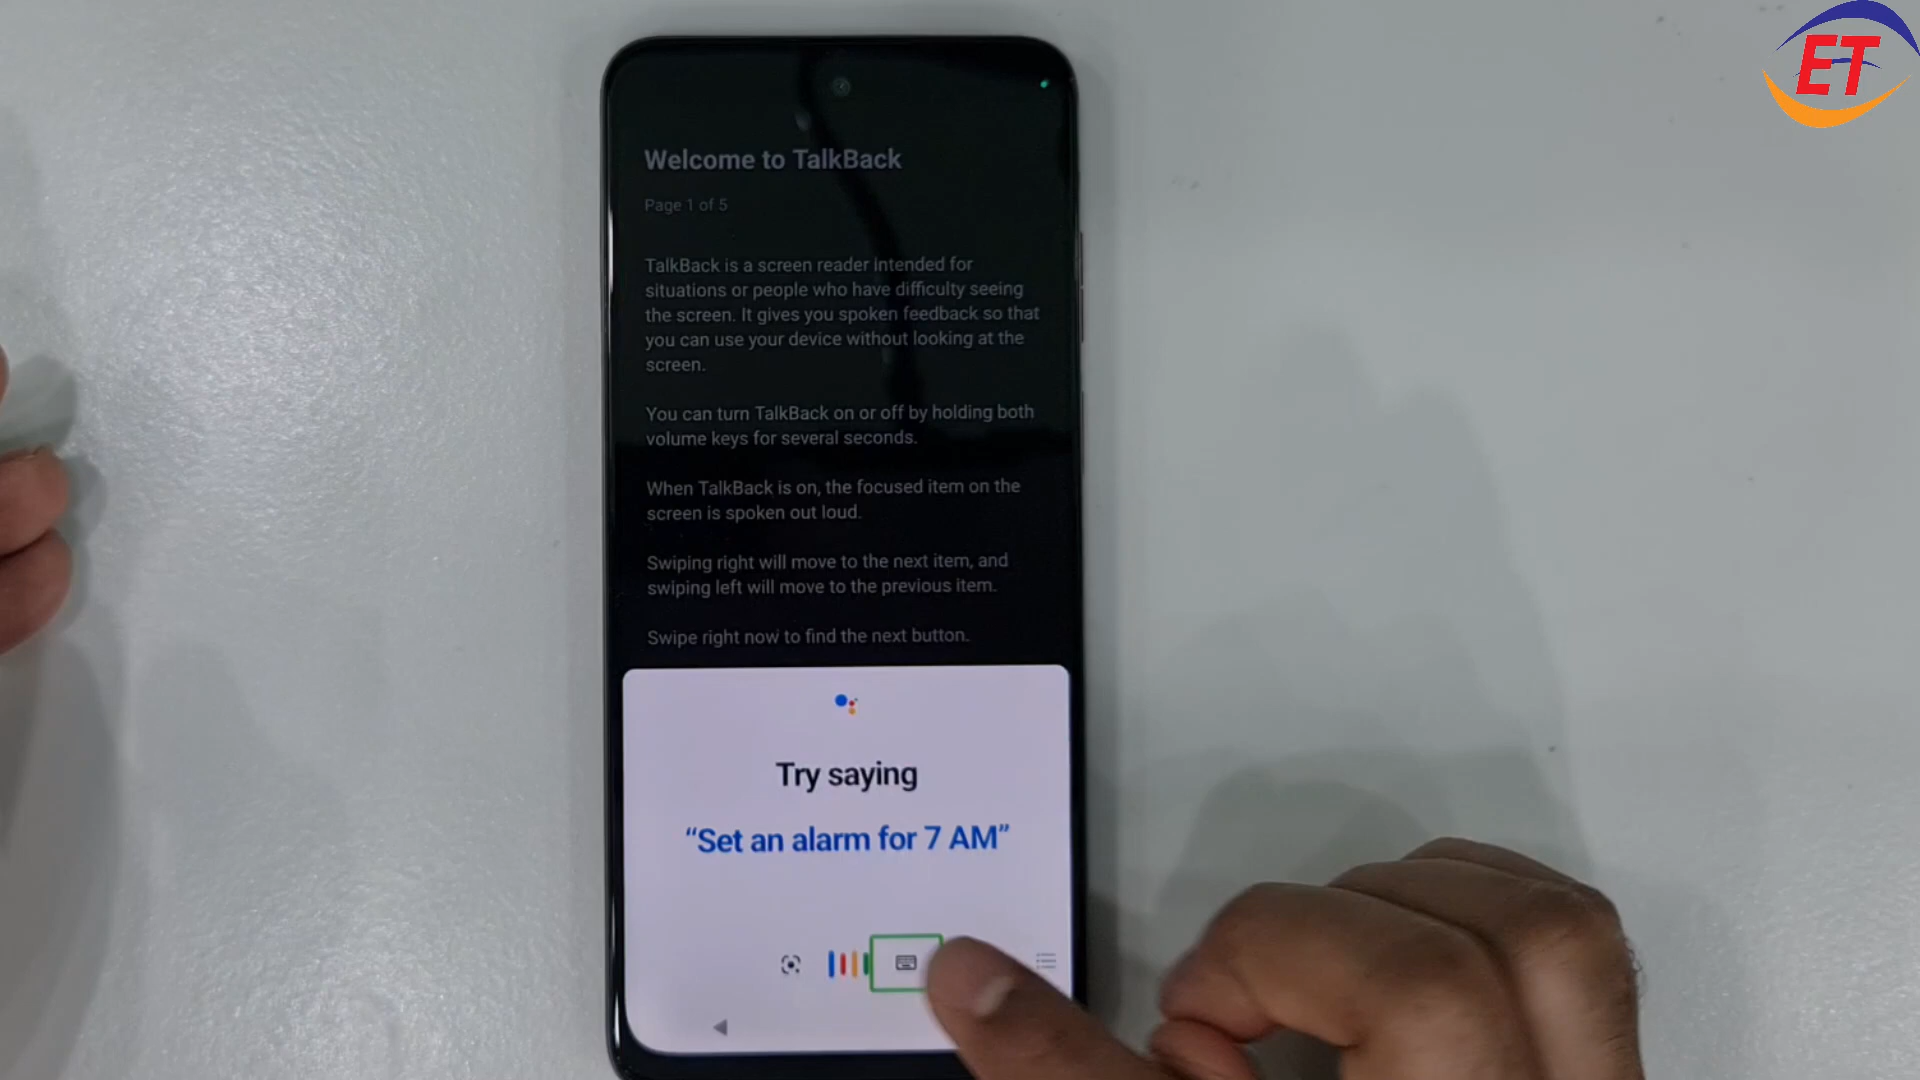 ET
Welcome to TalkBack
Page 1 of 5
TalkBack is a screen reader intended for
situations or people who have difficulty seeing
the screen. It gives you spoken feedback so that
you can use your device without looking at the
screen.
You can turn TalkBack on or off by holding both
volume keys for several seconds.
When TalkBack is on, the focused item on the
screen is spoken out loud.
Swiping right will move to the next item, and
swiping left will move to the previous item.
Swipe right now to find the next button.
Try saying
“Set an alarm for 7 AM”